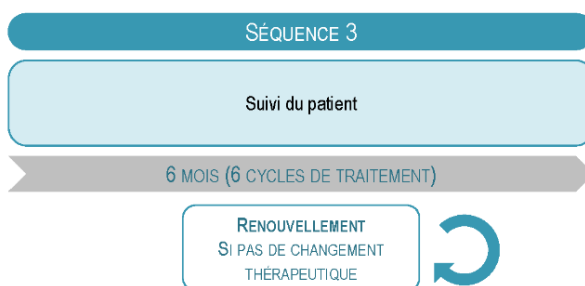 SÉQUENCE 3
Suivi du patient
6 MOIS (6 CYCLES DE TRAITEMENT)
RENOUVELLEMENT
SI PAS DE CHANGEMENT
THÉRAPEUTIQUE